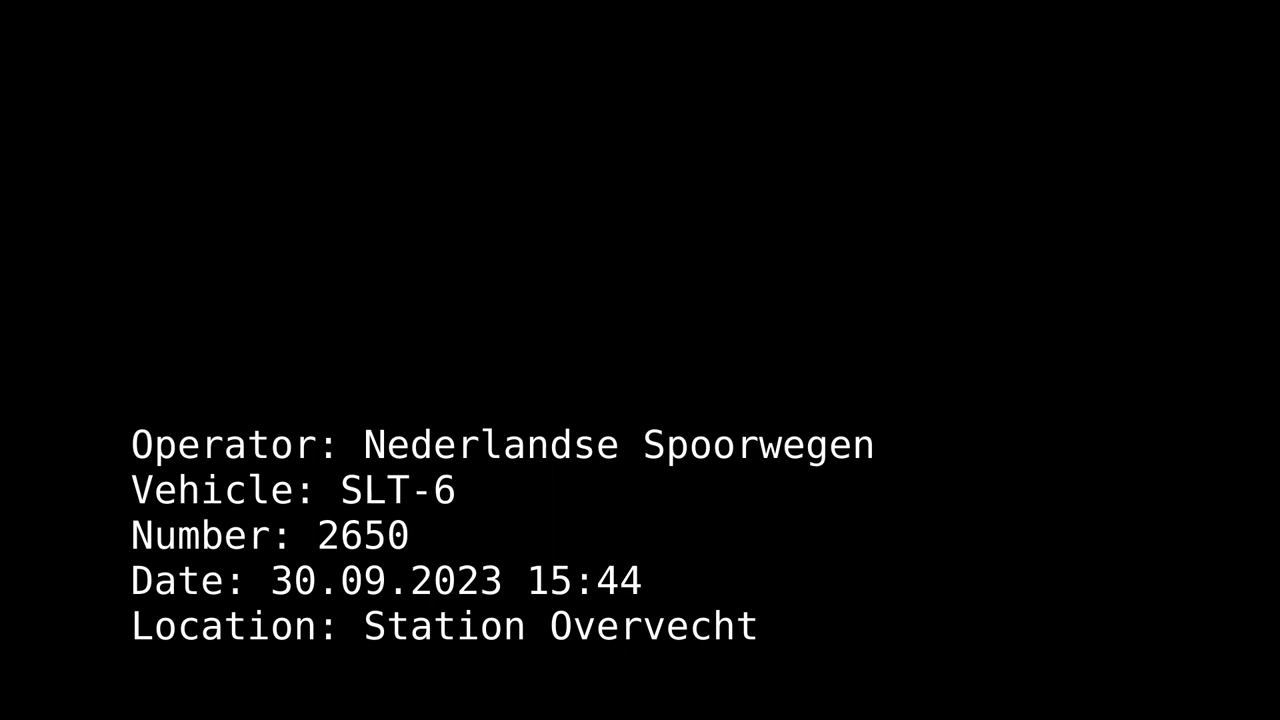 Operator: Nederlandse Spoorwegen
Vehicle: SLT-6
Number: 2650
Date: 30.09.2023 15:44
Location: Station Overvecht